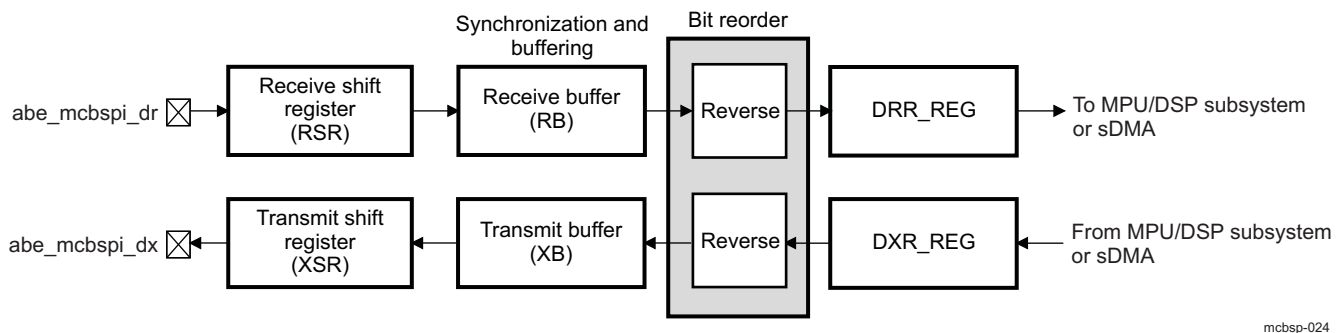 Synchronization and
buffering
Bit reorder
abe_mcbspi_dr
Receive shift
register
(RSR)
Receive buffer
(RB)
Reverse
DRR_REG
To MPU/DSP subsystem
or sDMA
abe_mcbspi_dx
Transmit shift
register
(XSR)
Transmit buffer
(XB)
Reverse
DXR_REG
From MPU/DSP subsystem
or sDMA
mcbsp-024